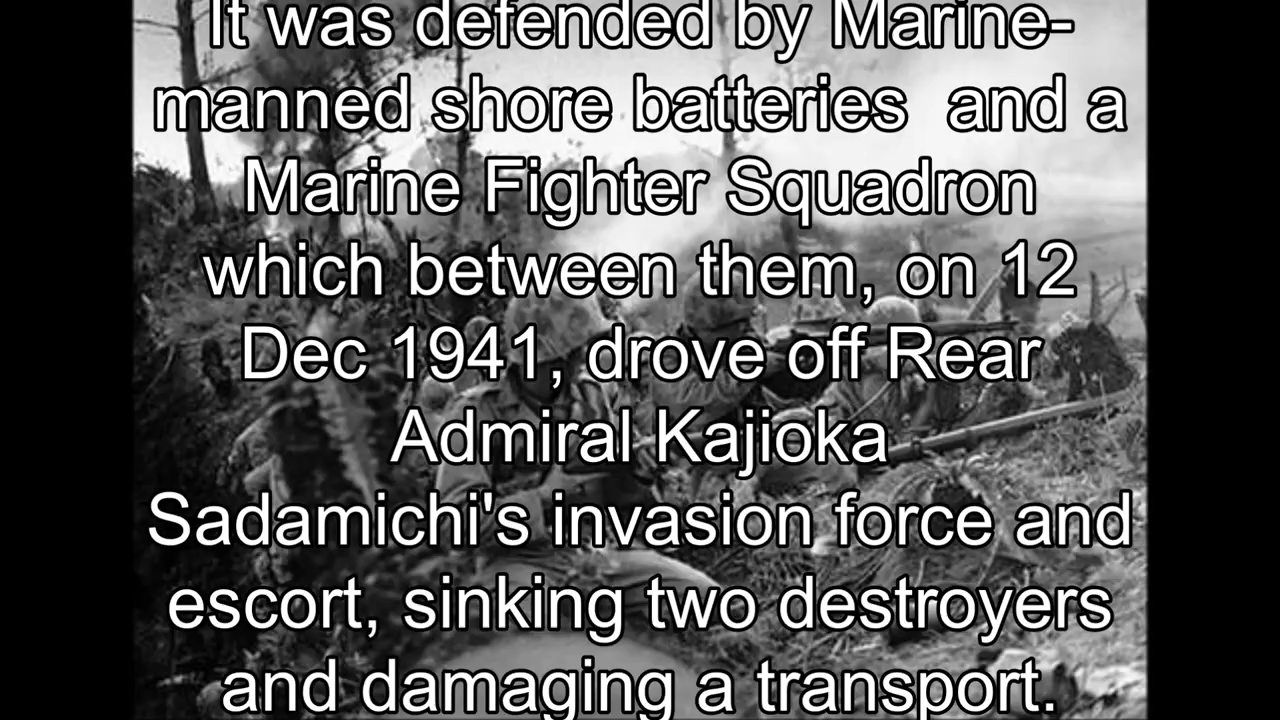 It was defended by Marine-
manned shore batteries  and a
Marine Fighter Squadron
which between them, on 12
Dec 1941, drove off Rear
Admiral Kajioka
Sadamichi's invasion force and
escort, sinking two destroyers
and damaging a transport.